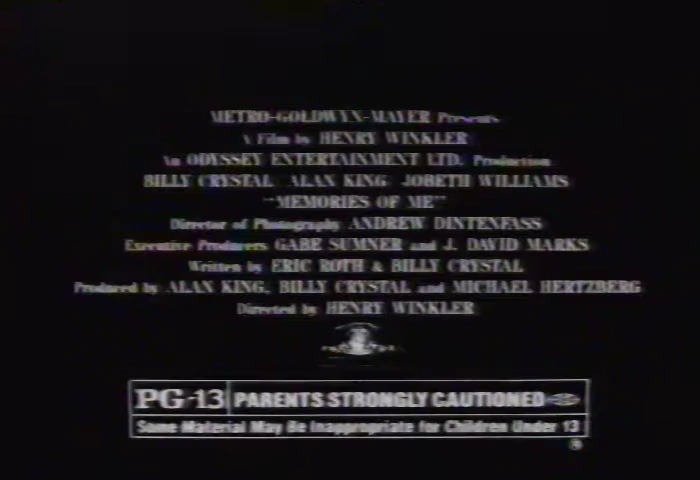 METRO-GOLDWYN-MAYER Presents
A Film by HENRY WINKLER
An ODYSSEY ENTERTAINMENT LTD. Production
BILLY CRYSTAL ALAN KING JOBETH WILLIAMS
"MEMORIES OF ME"
Director of Photography ANDREW DINTENFASS
Executive Producers GABE SUMNER and J. DAVID MARKS
Written by ERIC ROTH & BILLY CRYSTAL
Produced by ALAN KING, BILLY CRYSTAL and MICHAEL HERTZBERG
Directed by HENRY WINKLER
PG-13 PARENTS STRONGLY CAUTIONED
Some Material May Be Inappropriate for Children Under 13
®